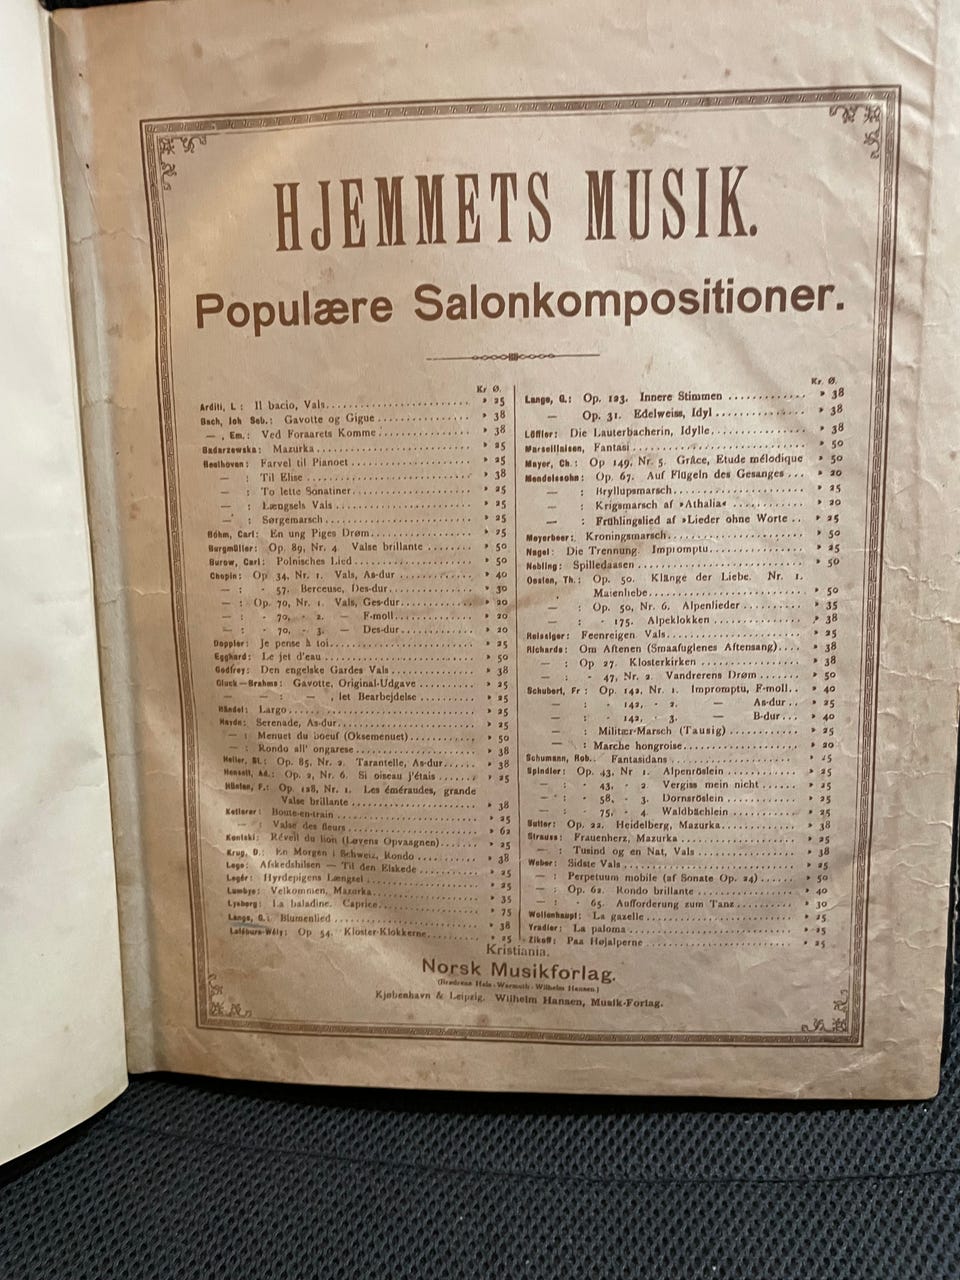 HJEMMETS MUSIK.
Populære Salonkompositioner.
Kr Ø.
Arditi, L: Il bacio, Vals » 25
Bach, Joh Seb.: Gavotte og Gigue » 38
— , Em.: Ved Foraarets Komme » 38
Badarzewska: Mazurka » 25
Beethoven: Farvel til Pianoet » 25
— : Til Elise » 38
— : To lette Sonatiner » 25
— : Længsels Vals » 25
— : Sørgemarsch » 25
Böhm, Carl: En ung Piges Drøm » 25
Burgmüller: Op. 89, Nr. 4 Valse brillante » 50
Burow, Carl: Polnisches Lied » 50
Chopin: Op 34, Nr. 1. Vals, As-dur » 40
— : - 57. Berceuse, Des-dur » 30
— : Op. 70, Nr. 1. Vals, Ges-dur » 20
— : - 70, - 2. — F-moll » 20
— : - 70, - 3. — Des-dur » 20
Doppler: Je pense à toi » 25
Egghard: Le jet d'eau » 50
Godfrey: Den engelske Gardes Vals » 38
Gluck—Brahms: Gavotte, Original-Udgave » 25
— — : — , let Bearbejdelse » 25
Händel: Largo » 25
Haydn: Serenade, As-dur » 25
— : Menuet du boeuf (Oksemenuet) » 50
— : Rondo all' ongarese » 38
Heller, St.: Op. 85, Nr. 2. Tarantelle, As-dur » 38
Henselt, Ad.: Op. 2, Nr. 6. Si oiseau j'étais » 25
Hünten, F.: Op. 128, Nr. 1. Les émeraudes, grande
Valse brillante » 38
Ketterer: Boute-en-train » 25
— : Valse des fleurs » 62
Kontski: Réveil du lion (Løvens Opvaagnen) » 25
Krug, D.: En Morgen i Schweiz, Rondo » 38
Lege: Afskedshilsen — Til den Elskede » 25
Legér: Hyrdepigens Længsel » 25
Lumbye: Velkommen, Mazurka » 35
Lysberg: La baladine. Caprice » 75
Lange, G.: Blumenlied » 38
Lefébure-Wély: Op 54. Kloster-Klokkerne » 25
Kr. Ø.
Lange, G.: Op. 123. Innere Stimmen » 38
— Op. 31. Edelweiss, Idyl » 38
Löffler: Die Lauterbacherin, Idylle » 38
Marseillaisen, Fantasi » 50
Mayer, Ch.: Op 149, Nr. 5. Grâce, Etude mélodique » 50
Mendelssohn: Op. 67. Auf Flügeln des Gesanges » 20
— : Bryllupsmarsch » 25
— : Krigsmarsch af »Athalia« » 20
— : Frühlingslied af »Lieder ohne Worte » 25
Meyerbeer: Kroningsmarsch » 50
Nagel: Die Trennung. Impromptu » 25
Nebling: Spilledaasen » 50
Oesten, Th.: Op. 50. Klänge der Liebe. Nr. 1.
Maienliebe » 50
— : Op. 50, Nr. 6. Alpenlieder » 35
— : - 175. Alpeklokken » 38
Reissiger: Feenreigen Vals » 25
Richards: Om Aftenen (Smaafuglenes Aftensang) » 38
— : Op 27. Klosterkirken » 38
— : - 47, Nr. 2. Vandrerens Drøm » 50
Schubert, Fr: Op. 142, Nr. 1. Impromptu, F-moll » 40
— : - 142, - 2. — As-dur » 25
— : - 142, - 3. — B-dur » 40
— : Militær-Marsch (Tausig) » 25
— : Marche hongroise » 20
Schumann, Rob.: Fantasidans » 25
Spindler: Op. 43, Nr 1. Alpenröslein » 25
— : - 43, - 2 Vergiss mein nicht » 25
— : - 58, - 3. Dornsröslein » 25
— : - 75, - 4. Waldbächlein » 25
Sutter: Op. 22. Heidelberg, Mazurka » 38
Strauss: Frauenherz, Mazurka » 25
— : Tusind og en Nat, Vals » 38
Weber: Sidste Vals » 25
— : Perpetuum mobile (af Sonate Op. 24) » 50
— : Op. 62. Rondo brillante » 40
— : - 65. Aufforderung zum Tanz » 30
Wollenhaupt: La gazelle » 25
Yradier: La paloma » 25
Zikoff: Paa Højalperne » 25
Kristiania.
Norsk Musikforlag.
(Brødrene Hals - Warmuth - Wilhelm Hansen.)
Kjøbenhavn & Leipzig. Wilhelm Hansen, Musik-Forlag.